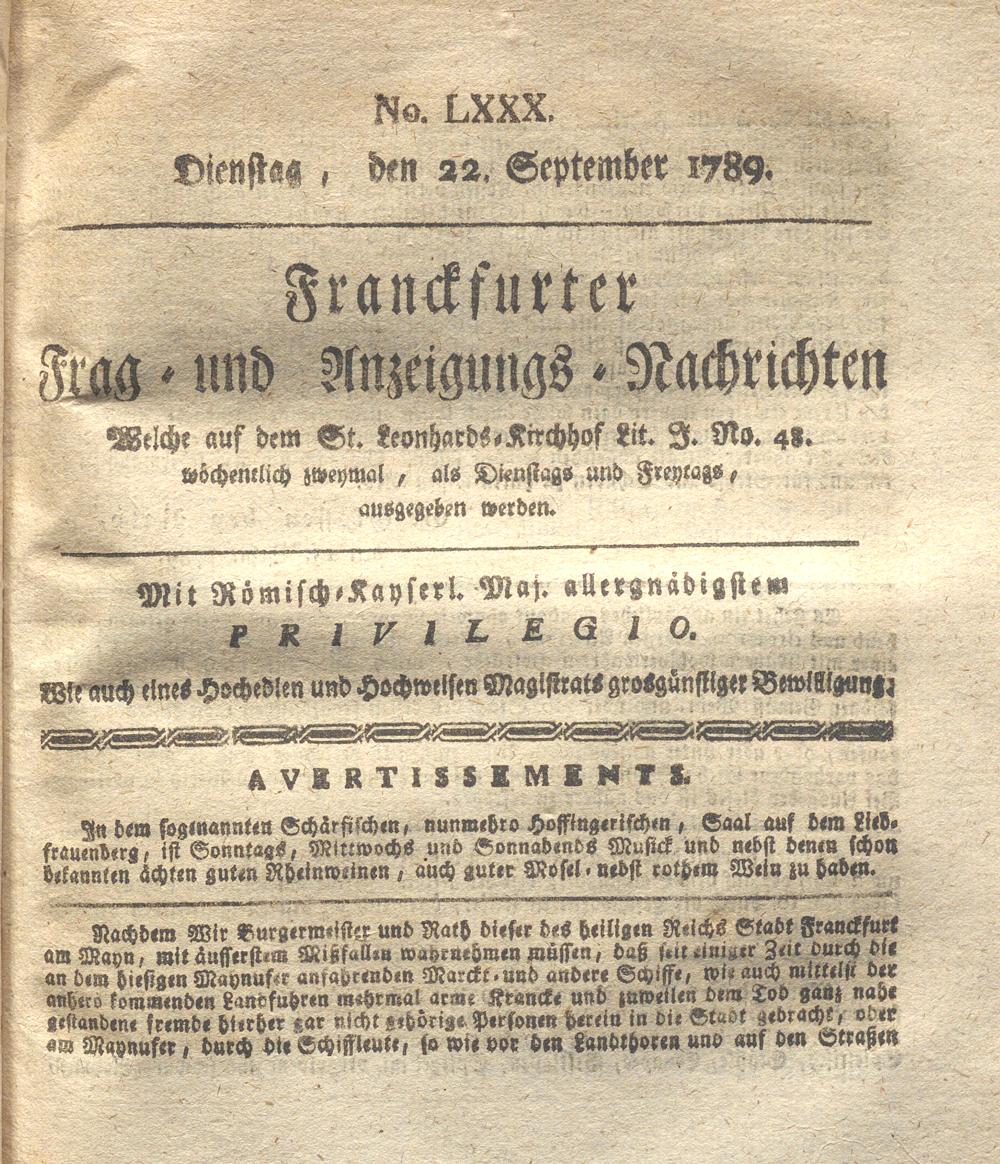 No. LXXX.
Dienstag, den 22. September 1789.
Franckfurter
Frag- und Anzeigungs-Nachrichten
Welche auf dem St. Leonhards-Kirchhof Lit. J. No. 48.
wöchentlich zweymal, als Dienstags und Freytags,
ausgegeben werden.
Mit Römisch-Kayserl. Maj. allergnädigstem
PRIVILEGIO.
Wie auch eines Hochedlen und Hochweisen Magistrats grosgünstiger Bewilligung.
AVERTISSEMENTS.
In dem sogenannten Schärfischen, nunmehro Hoffingerischen, Saal auf dem Lieb-
frauenberg, ist Sonntags, Mittwochs und Sonnabends Musick und nebst denen schon
bekannten ächten guten Rheinweinen, auch guter Mosel- nebst rothem Wein zu haben.
Nachdem Wir Burgermeister und Rath dieser des heiligen Reichs Stadt Franckfurt
am Mayn, mit äusserstem Mißfallen wahrnehmen müssen, daß seit einiger Zeit durch die
an dem hiesigen Maynufer anfahrenden Marckt- und andere Schiffe, wie auch mittelst der
anhero kommenden Landfuhren mehrmal arme Krancke und zuweilen dem Tod ganz nahe
gestandene fremde hierher gar nicht gehörige Personen herein in die Stadt gebracht, oder
am Maynufer, durch die Schiffleute, so wie vor den Landthoren und auf den Straßen